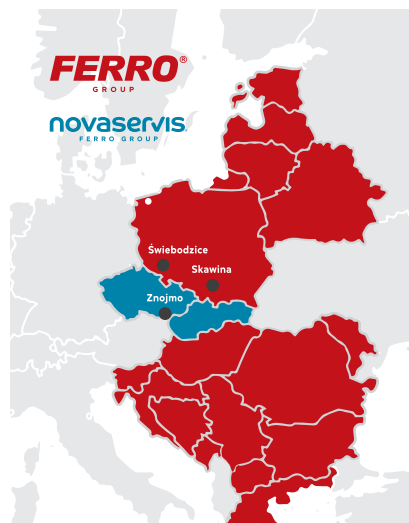 FERRO®
GROUP
novaservis
FERRO GROUP
Świebodzice
Skawina
Znojmo